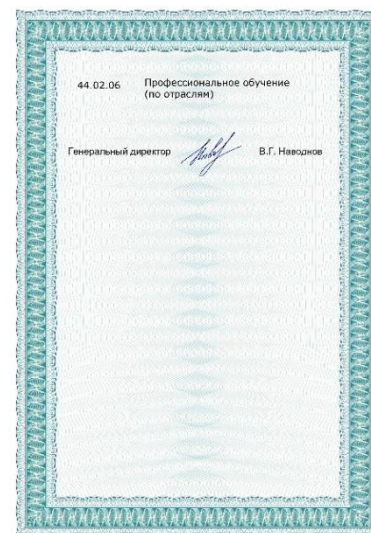 44.02.06 Профессиональное обучение
(по отраслям)
Генеральный директор В.Г. Наводнов